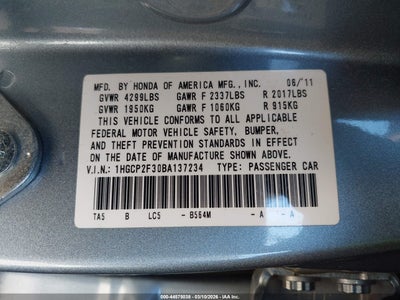 MFD. BY HONDA OF AMERICA MFG., INC. 06/11
GVWR 4299LBS GAWR F 2337LBS R 2017LBS
GVWR 1950KG GAWR F 1060KG R 915KG
THIS VEHICLE CONFORMS TO ALL APPLICABLE
FEDERAL MOTOR VEHICLE SAFETY, BUMPER,
AND THEFT PREVENTION STANDARDS IN EFFECT
ON THE DATE OF MANUFACTURE SHOWN ABOVE.
V.I.N.: 1HGCP2F30BA137234 TYPE: PASSENGER CAR
TA5 B LC5 - B564M - A - A
000-44879038 - 03/10/2026 - IAA Inc.